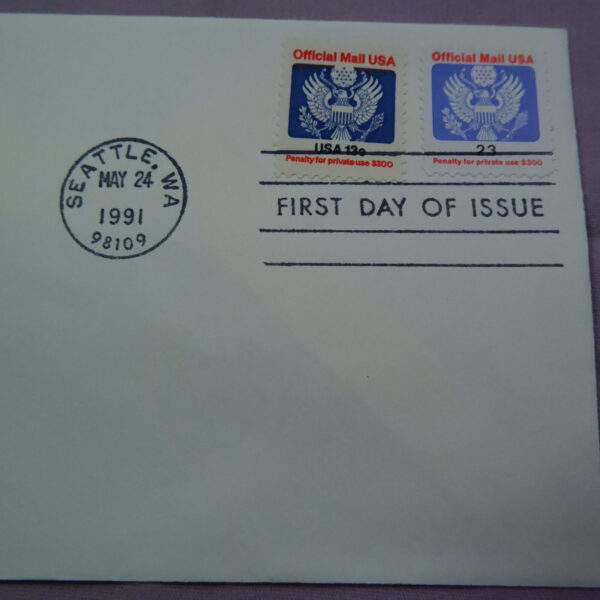 Official Mail USA
USA 13c
Penalty for private use $300
Official Mail USA
23
Penalty for private use $300
SEATTLE, WA
MAY 24
1991
98109
FIRST DAY OF ISSUE